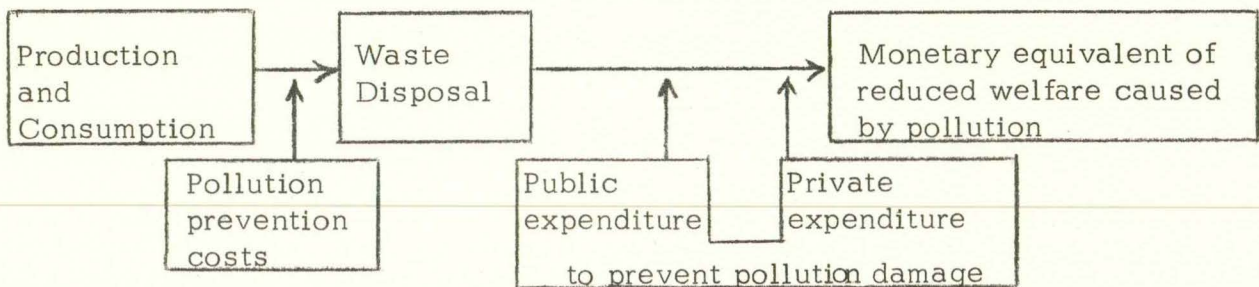 Production
and
Consumption
Waste
Disposal
Monetary equivalent of
reduced welfare caused
by pollution
Pollution
prevention
costs
Public
expenditure
Private
expenditure
to prevent pollution damage